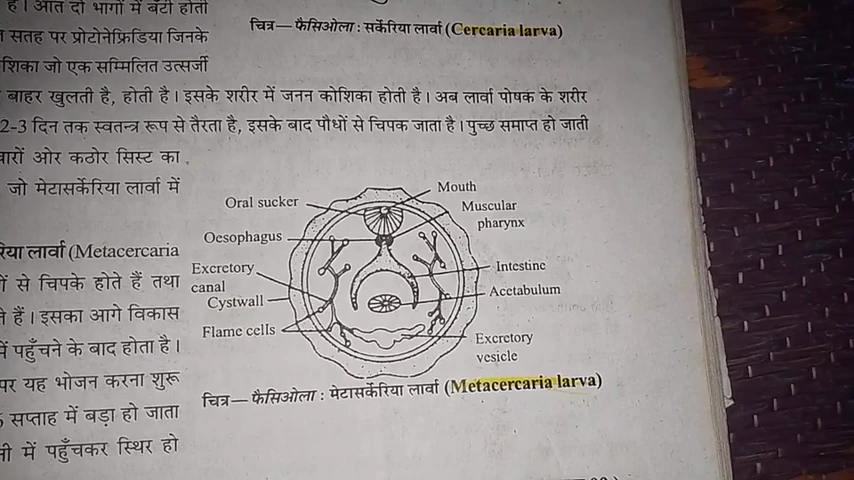 है। आंत दो भागों में बँटी होती
सतह पर प्रोटोनेफ्रिडिया जिनके
चित्र— फैसिओला : सर्केरिया लार्वा (Cercaria larva)
शिका जो एक सम्मिलित उत्सर्जी
बाहर खुलती है, होती है। इसके शरीर में जनन कोशिका होती है। अब लार्वा पोषक के शरीर
2-3 दिन तक स्वतन्त्र रूप से तैरता है, इसके बाद पौधों से चिपक जाता है। पुच्छ समाप्त हो जाती
ओर कठोर सिस्ट का
जो मेटासर्केरिया लार्वा में
Mouth
Oral sucker
Muscular
pharynx
Oesophagus
लार्वा (Metacercaria
Intestine
Excretory
canal
से चिपके होते हैं तथा
Acetabulum
Cystwall
हैं। इसका आगे विकास
Flame cells
Excretory
vesicle
में पहुँचने के बाद होता है।
पर यह भोजन करना शुरू
चित्र— फैसिओला : मेटासर्केरिया लार्वा (Metacercaria larva)
सप्ताह में बड़ा हो जाता
में पहुँचकर स्थिर हो